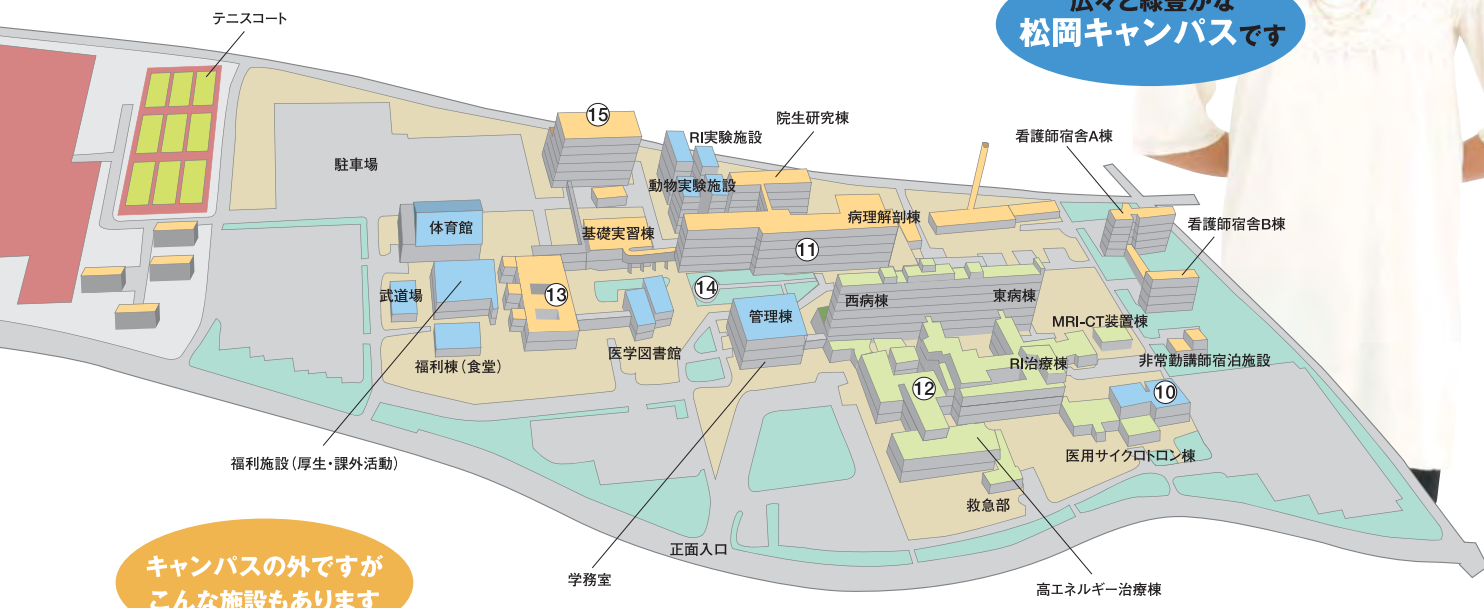 広々と緑豊かな
松岡キャンパスです
テニスコート
駐車場
⑮
RI実験施設
院生研究棟
看護師宿舎A棟
動物実験施設
体育館
基礎実習棟
病理解剖棟
看護師宿舎B棟
⑪
武道場
⑬
⑭
西病棟
東病棟
管理棟
MRI-CT装置棟
医学図書館
福利棟(食堂)
RI治療棟
非常勤講師宿泊施設
⑫
⑩
福利施設(厚生・課外活動)
医用サイクロトロン棟
救急部
正面入口
学務室
高エネルギー治療棟
キャンパスの外ですが
こんな施設もあります